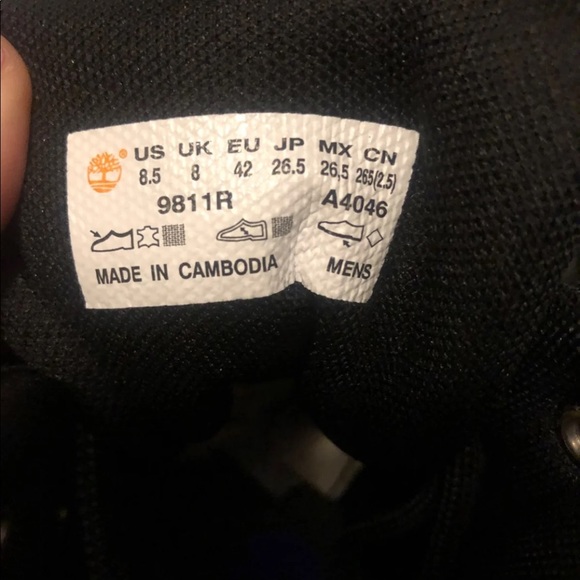 ® US UK EU JP MX CN
8.5 8 42 26.5 26,5 265(2.5)
9811R A4046
MADE IN CAMBODIA MENS